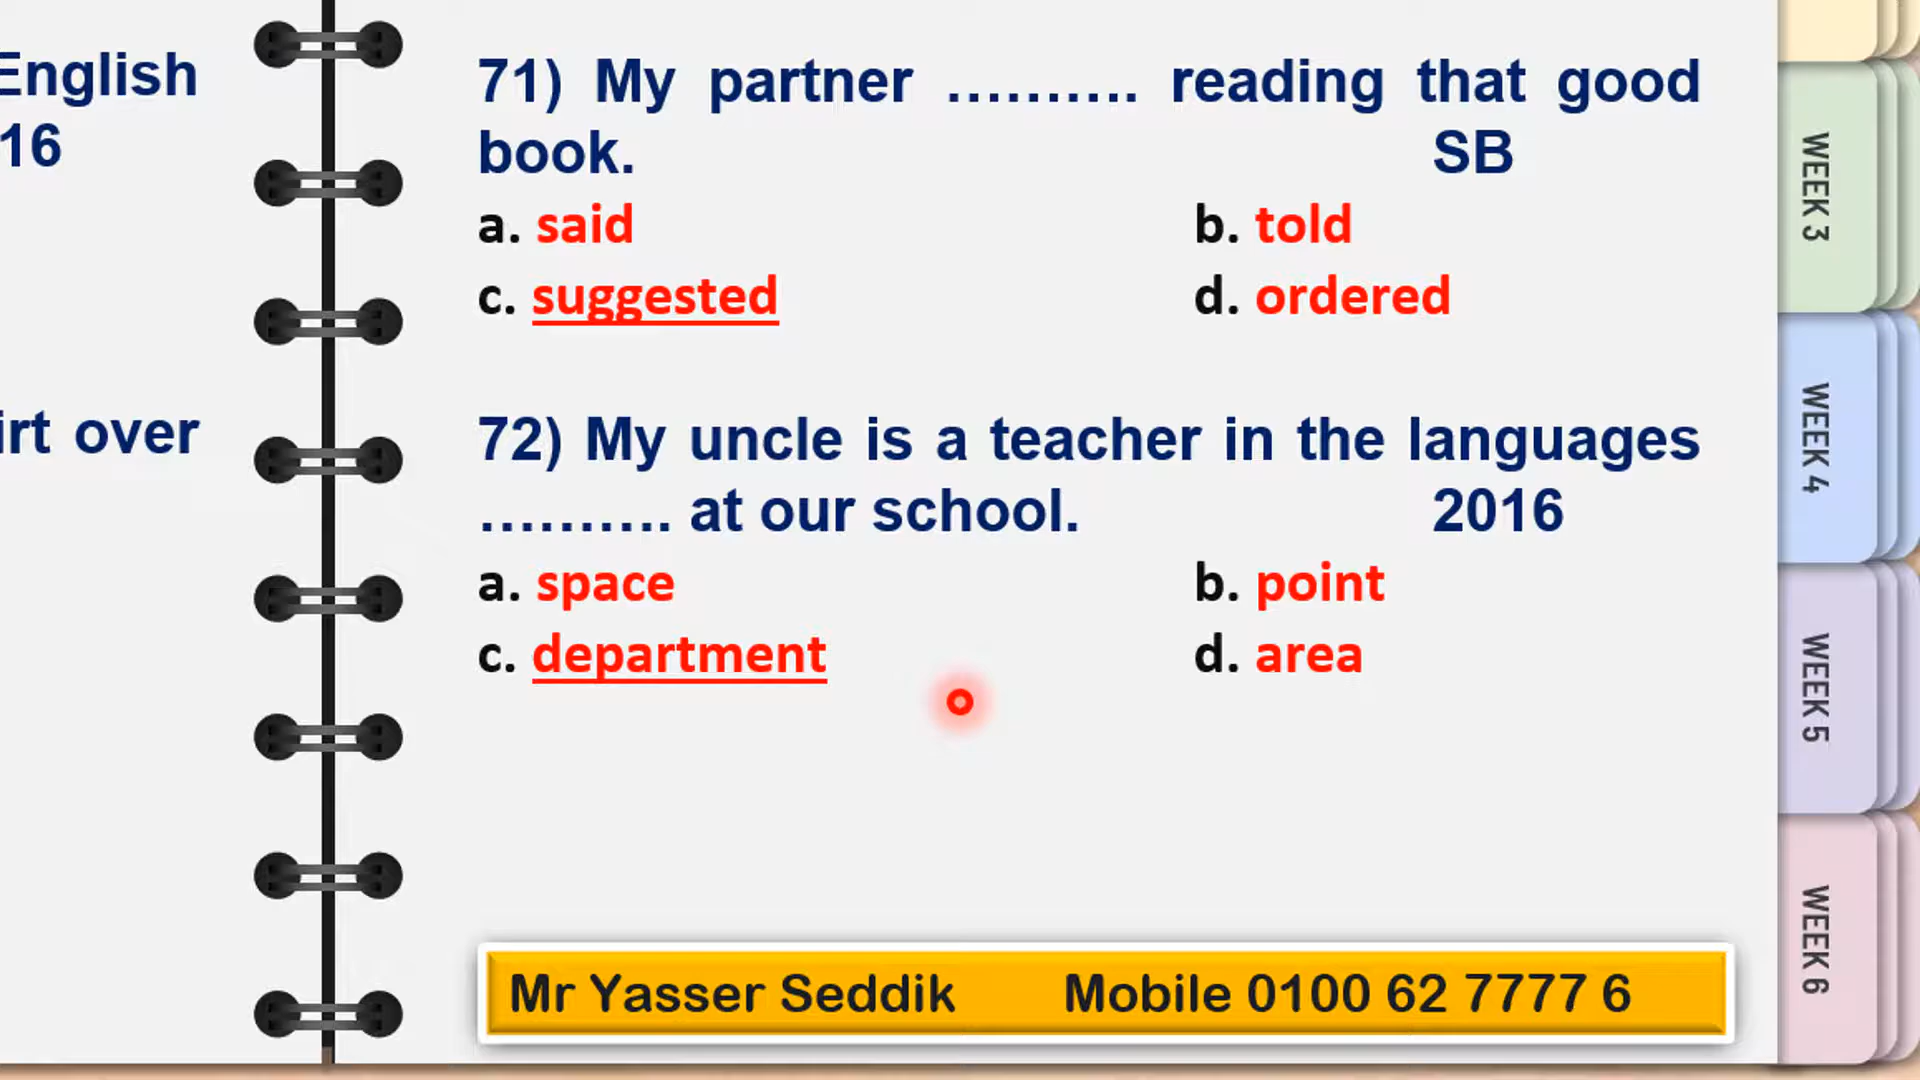 English
16
irt over
71) My partner ………. reading that good
book. SB
a. said b. told
c. suggested d. ordered
72) My uncle is a teacher in the languages
………. at our school. 2016
a. space b. point
c. department d. area
Mr Yasser Seddik Mobile 0100 62 7777 6
WEEK 3
WEEK 4
WEEK 5
WEEK 6